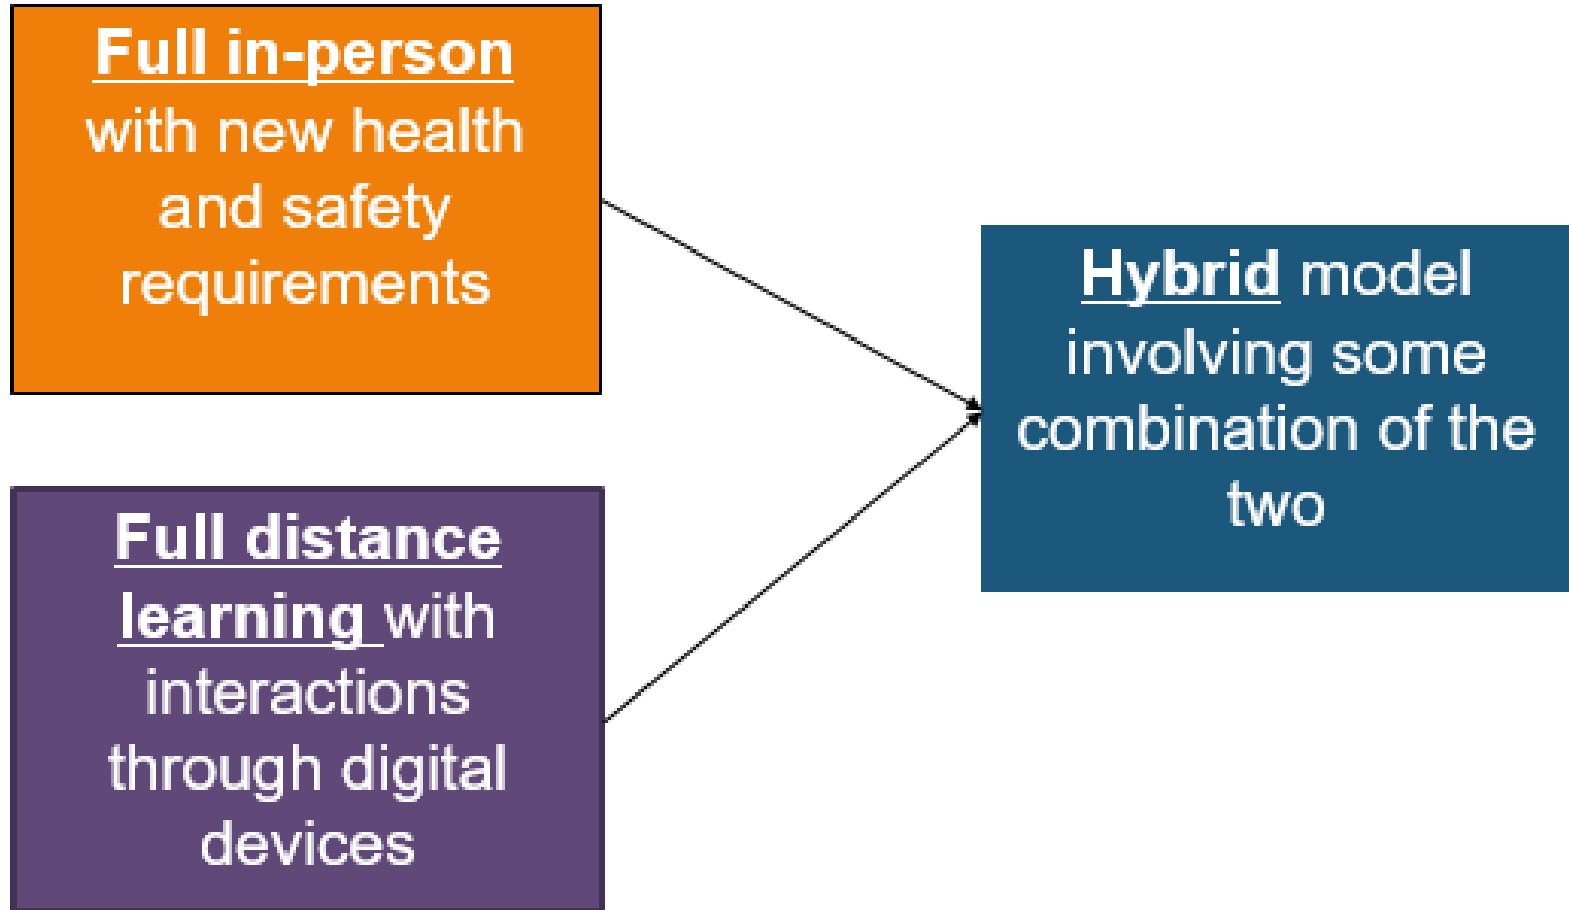 Full in-person
with new health
and safety
requirements
Full distance
learning with
interactions
through digital
devices
Hybrid model
involving some
combination of the
two